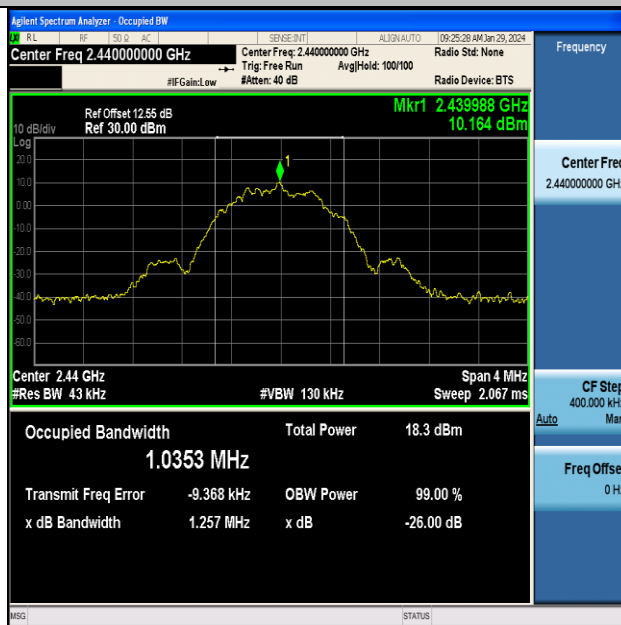 Agilent Spectrum Analyzer - Occupied BW
RL RF 50 Ω AC SENSE:INT ALIGN AUTO 09:25:28 AM Jan 29, 2024
Center Freq 2.440000000 GHz
Center Freq: 2.440000000 GHz
Radio Std: None
Trig: Free Run Avg|Hold: 100/100
#IFGain:Low
#Atten: 40 dB
Radio Device: BTS
Ref Offset 12.55 dB
10 dB/div Ref 30.00 dBm
Log
Mkr1 2.439988 GHz
10.164 dBm
1
20.0
10.0
0.00
-10.0
-20.0
-30.0
-40.0
-50.0
-60.0
Center 2.44 GHz
Span 4 MHz
#Res BW 43 kHz
#VBW 130 kHz
Sweep 2.067 ms
Occupied Bandwidth
1.0353 MHz
Total Power 18.3 dBm
Transmit Freq Error -9.368 kHz
OBW Power 99.00 %
x dB Bandwidth 1.257 MHz
x dB -26.00 dB
MSG STATUS
Frequency
Center Freq
2.440000000 GHz
CF Step
400.000 kHz
Auto Man
Freq Offse
0 Hz